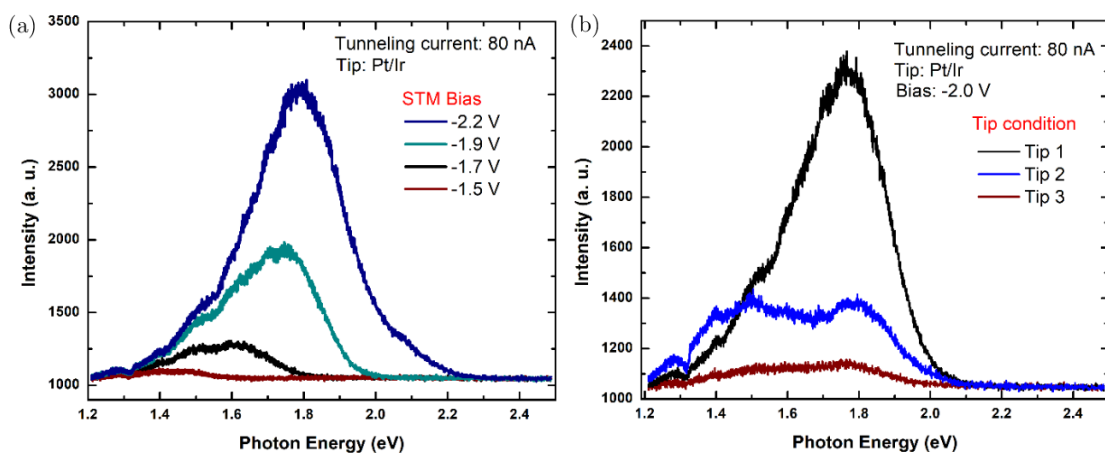 (a)
Tunneling current: 80 nA
Tip: Pt/Ir
STM Bias
-2.2 V
-1.9 V
-1.7 V
-1.5 V
Intensity (a. u.)
3500
3000
2500
2000
1500
1000
1.2 1.4 1.6 1.8 2.0 2.2 2.4
Photon Energy (eV)
(b)
Tunneling current: 80 nA
Tip: Pt/Ir
Bias: -2.0 V
Tip condition
Tip 1
Tip 2
Tip 3
Intensity (a. u.)
2400
2200
2000
1800
1600
1400
1200
1000
1.2 1.4 1.6 1.8 2.0 2.2 2.4
Photon Energy (eV)